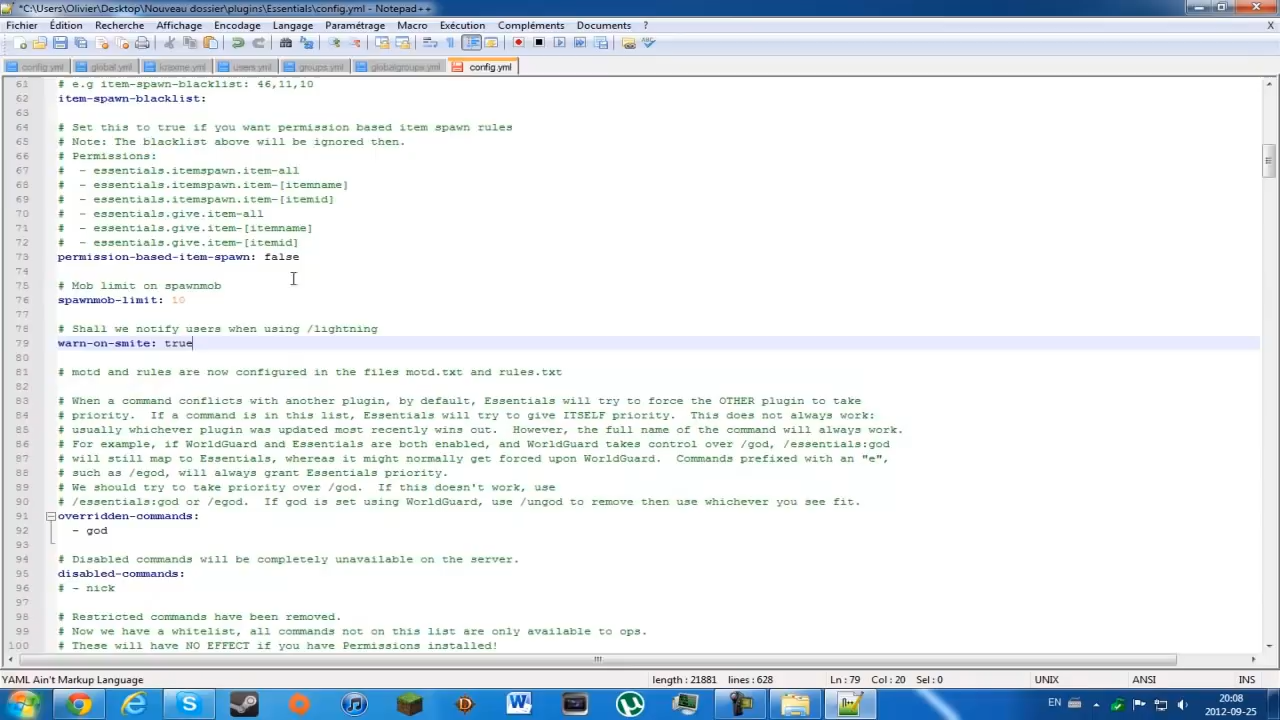 *C:\Users\Olivier\Desktop\Nouveau dossier\plugins\Essentials\config.yml - Notepad++
Fichier Édition Recherche Affichage Encodage Langage Paramétrage Macro Exécution Compléments Documents ?
config.yml global.yml krisxine.yml users.yml groups.yml globalgroups.yml config.yml
61 # e.g item-spawn-blacklist: 46,11,10
62 item-spawn-blacklist:
63
64 # Set this to true if you want permission based item spawn rules
65 # Note: The blacklist above will be ignored then.
66 # Permissions:
67 # - essentials.itemspawn.item-all
68 # - essentials.itemspawn.item-[itemname]
69 # - essentials.itemspawn.item-[itemid]
70 # - essentials.give.item-all
71 # - essentials.give.item-[itemname]
72 # - essentials.give.item-[itemid]
73 permission-based-item-spawn: false
74
75 # Mob limit on spawnmob
76 spawnmob-limit: 10
77
78 # Shall we notify users when using /lightning
79 warn-on-smite: true
80
81 # motd and rules are now configured in the files motd.txt and rules.txt
82
83 # When a command conflicts with another plugin, by default, Essentials will try to force the OTHER plugin to take
84 # priority. If a command is in this list, Essentials will try to give ITSELF priority. This does not always work:
85 # usually whichever plugin was updated most recently wins out. However, the full name of the command will always work.
86 # For example, if WorldGuard and Essentials are both enabled, and WorldGuard takes control over /god, /essentials:god
87 # will still map to Essentials, whereas it might normally get forced upon WorldGuard. Commands prefixed with an "e",
88 # such as /egod, will always grant Essentials priority.
89 # We should try to take priority over /god. If this doesn't work, use
90 # /essentials:god or /egod. If god is set using WorldGuard, use /ungod to remove then use whichever you see fit.
91 overridden-commands:
92 - god
93
94 # Disabled commands will be completely unavailable on the server.
95 disabled-commands:
96 # - nick
97
98 # Restricted commands have been removed.
99 # Now we have a whitelist, all commands not on this list are only available to ops.
100 # These will have NO EFFECT if you have Permissions installed!
YAML Ain't Markup Language length : 21881 lines : 628 Ln : 79 Col : 20 Sel : 0 UNIX ANSI INS
EN 20:08
2012-09-25